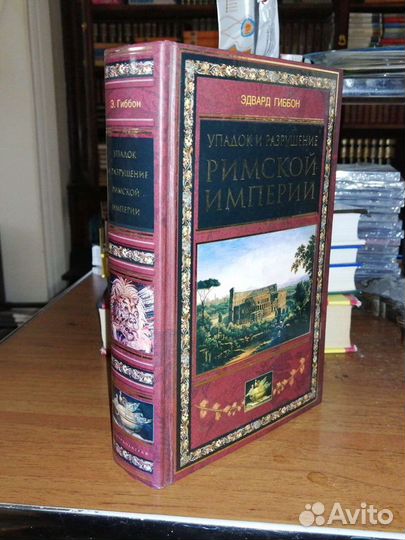 Э. Гиббон
УПАДОК
И РАЗРУШЕНИЕ
РИМСКОЙ
ИМПЕРИИ
ЭДВАРД ГИББОН
УПАДОК И РАЗРУШЕНИЕ
РИМСКОЙ
ИМПЕРИИ
Avito